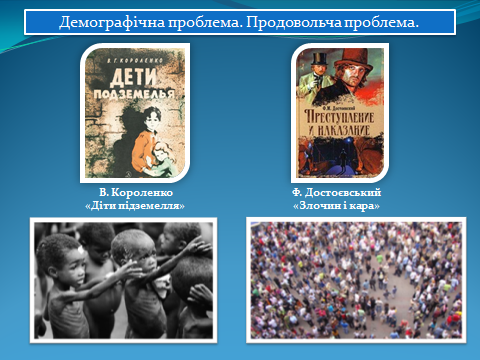 Демографічна проблема. Продовольча проблема.
В. Г. КОРОЛЕНКО
ДЕТИ
ПОДЗЕМЕЛЬЯ
Ф.М. Достоевский
ПРЕСТУПЛЕНИЕ
И НАКАЗАНИЕ
В. Короленко
«Діти підземелля»
Ф. Достоєвський
«Злочин і кара»